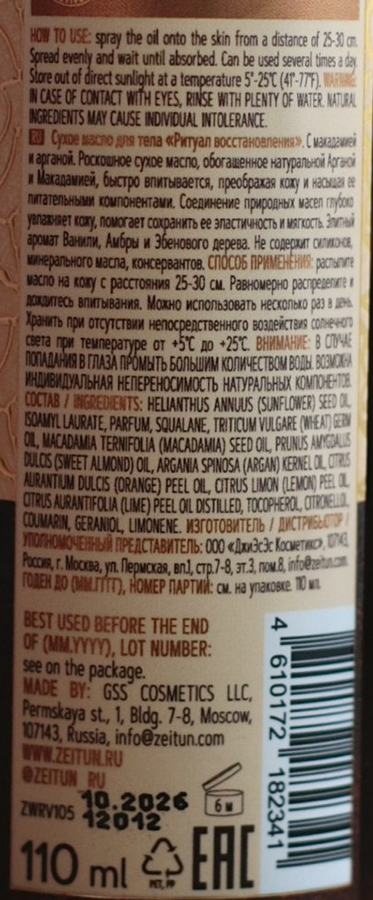 HOW TO USE: spray the oil onto the skin from a distance of 25-30 cm.
Spread evenly and wait until absorbed. Can be used several times a day.
Store out of direct sunlight at a temperature 5°-25°C (41°-77°F). WARNING:
IN CASE OF CONTACT WITH EYES, RINSE WITH PLENTY OF WATER. NATURAL
INGREDIENTS MAY CAUSE INDIVIDUAL INTOLERANCE.
RU Сухое масло для тела «Ритуал восстановления». С макадамией
и арганой. Роскошное сухое масло, обогащенное натуральной Арганой
и Макадамией, быстро впитывается, преображая кожу и насыщая ее
питательными компонентами. Соединение природных масел глубоко
увлажняет кожу, помогает сохранить ее эластичность и мягкость. Элитный
аромат Ванили, Амбры и Эбенового дерева. Не содержит силиконов,
минерального масла, консервантов. СПОСОБ ПРИМЕНЕНИЯ: распылите
масло на кожу с расстояния 25-30 см. Равномерно распределите и
дождитесь впитывания. Можно использовать несколько раз в день.
Хранить при отсутствии непосредственного воздействия солнечного
света при температуре от +5°С до +25°С. ВНИМАНИЕ: В СЛУЧАЕ
ПОПАДАНИЯ В ГЛАЗА ПРОМЫТЬ БОЛЬШИМ КОЛИЧЕСТВОМ ВОДЫ. ВОЗМОЖНА
ИНДИВИДУАЛЬНАЯ НЕПЕРЕНОСИМОСТЬ НАТУРАЛЬНЫХ КОМПОНЕНТОВ.
СОСТАВ / INGREDIENTS: HELIANTHUS ANNUUS (SUNFLOWER) SEED OIL,
ISOAMYL LAURATE, PARFUM, SQUALANE, TRITICUM VULGARE (WHEAT) GERM
OIL, MACADAMIA TERNIFOLIA (MACADAMIA) SEED OIL, PRUNUS AMYGDALUS
DULCIS (SWEET ALMOND) OIL, ARGANIA SPINOSA (ARGAN) KERNEL OIL, CITRUS
AURANTIUM DULCIS (ORANGE) PEEL OIL, CITRUS LIMON (LEMON) PEEL OIL,
CITRUS AURANTIFOLIA (LIME) PEEL OIL DISTILLED, TOCOPHEROL, CITRONELLOL,
COUMARIN, GERANIOL, LIMONENE. ИЗГОТОВИТЕЛЬ / ДИСТРИБЬЮТОР /
УПОЛНОМОЧЕННЫЙ ПРЕДСТАВИТЕЛЬ: ООО «ДжиЭсЭс Косметикс», 107143,
Россия, г. Москва, ул. Пермская, вл.1, стр.7-8, эт.3, пом.8, info@zeitun.com
ГОДЕН ДО (ММ.ГГГГ), НОМЕР ПАРТИИ: см. на упаковке. 110 мл.
BEST USED BEFORE THE END
OF (MM.YYYY), LOT NUMBER:
see on the package.
MADE BY: GSS COSMETICS LLC,
Permskaya st., 1, Bldg. 7-8, Moscow,
107143, Russia, info@zeitun.com
WWW.ZEITUN.RU
@ZEITUN_RU
ZWRV105 10.2026
12012
6 м
4 610172 182341
110 ml PET, PP EAC